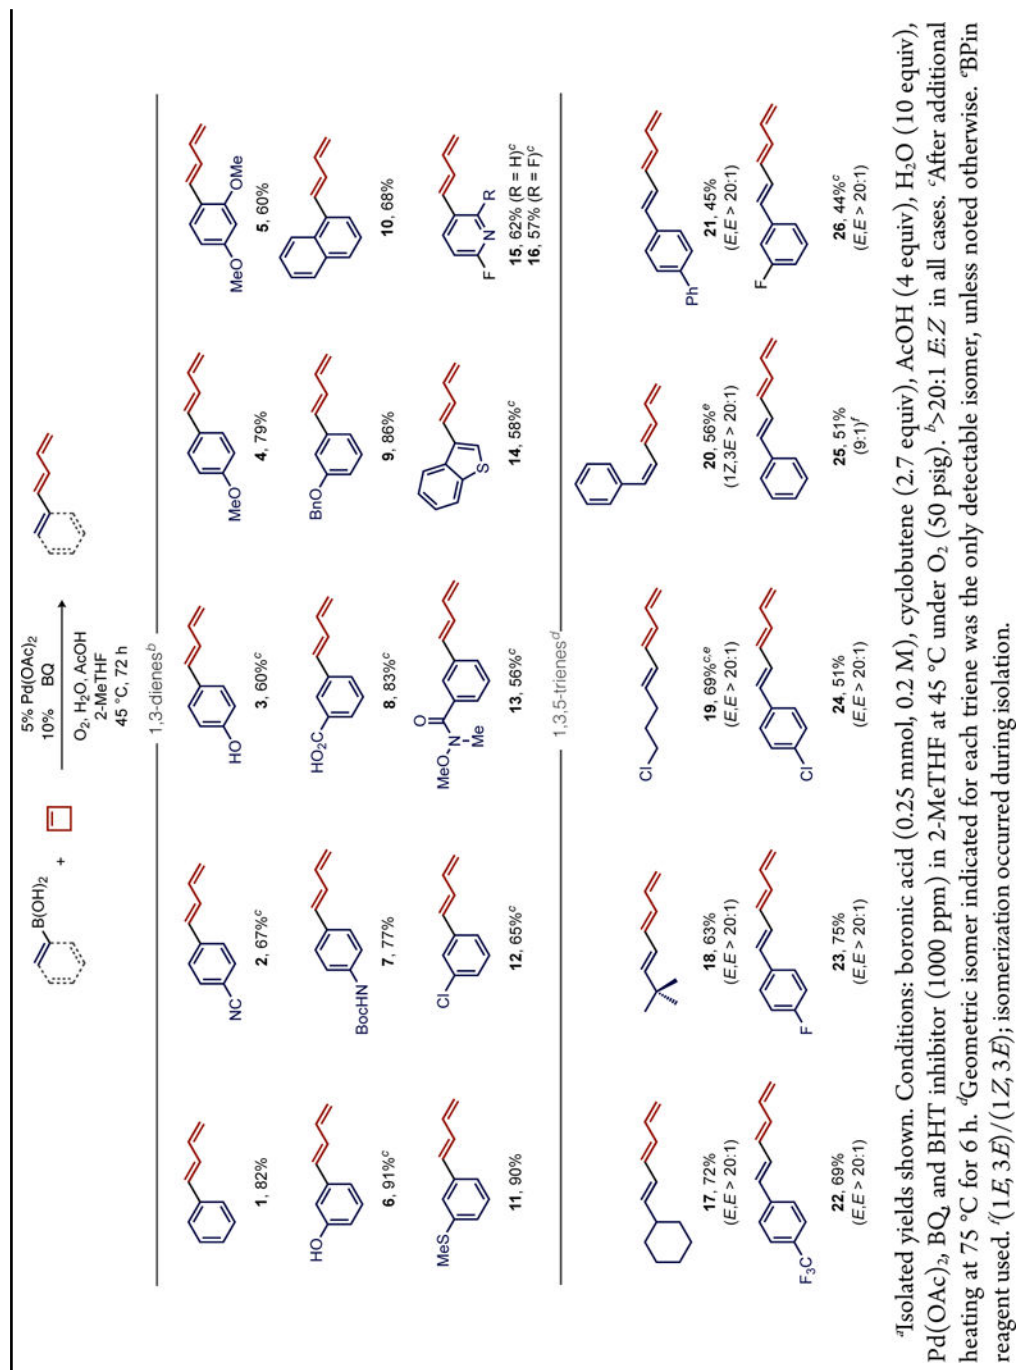 5% Pd(OAc)₂
10% BQ
O₂, H₂O, AcOH
2-MeTHF
45 °C, 72 h
B(OH)₂
+
1,3-dienesᵇ
1, 82%
NC
2, 67%ᶜ
HO
3, 60%ᶜ
MeO
4, 79%
MeO
OMe
5, 60%
HO
6, 91%ᶜ
BocHN
7, 77%
HO₂C
8, 83%ᶜ
BnO
9, 86%
10, 68%
MeS
11, 90%
Cl
12, 65%ᶜ
O
MeO
N
Me
13, 56%ᶜ
S
14, 58%ᶜ
F
N
R
15, 62% (R = H)ᶜ
16, 57% (R = F)ᶜ
1,3,5-trienesᵈ
17, 72%
(E,E > 20:1)
18, 63%
(E,E > 20:1)
Cl
19, 69%ᶜ,ᵉ
(E,E > 20:1)
20, 56%ᵉ
(1Z,3E > 20:1)
Ph
21, 45%
(E,E > 20:1)
F₃C
22, 69%
(E,E > 20:1)
F
23, 75%
(E,E > 20:1)
Cl
24, 51%
(E,E > 20:1)
25, 51%
(9:1)ᶠ
F
26, 44%ᶜ
(E,E > 20:1)
ᵃIsolated yields shown. Conditions: boronic acid (0.25 mmol, 0.2 M), cyclobutene (2.7 equiv), AcOH (4 equiv), H₂O (10 equiv),
Pd(OAc)₂, BQ, and BHT inhibitor (1000 ppm) in 2-MeTHF at 45 °C under O₂ (50 psig). ᵇ>20:1 E:Z in all cases. ᶜAfter additional
heating at 75 °C for 6 h. ᵈGeometric isomer indicated for each triene was the only detectable isomer, unless noted otherwise. ᵉBPin
reagent used. ᶠ(1E,3E)/(1Z,3E); isomerization occurred during isolation.